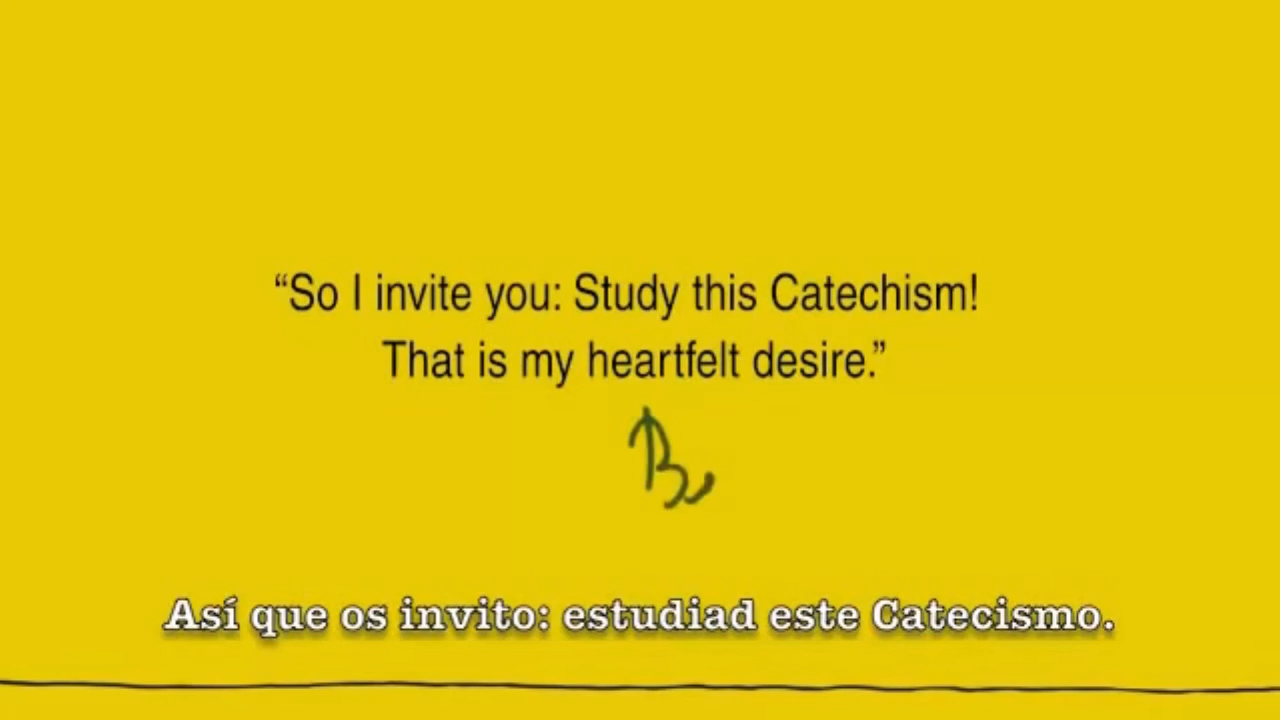 “So I invite you: Study this Catechism!
That is my heartfelt desire.”
Así que os invito: estudiad este Catecismo.